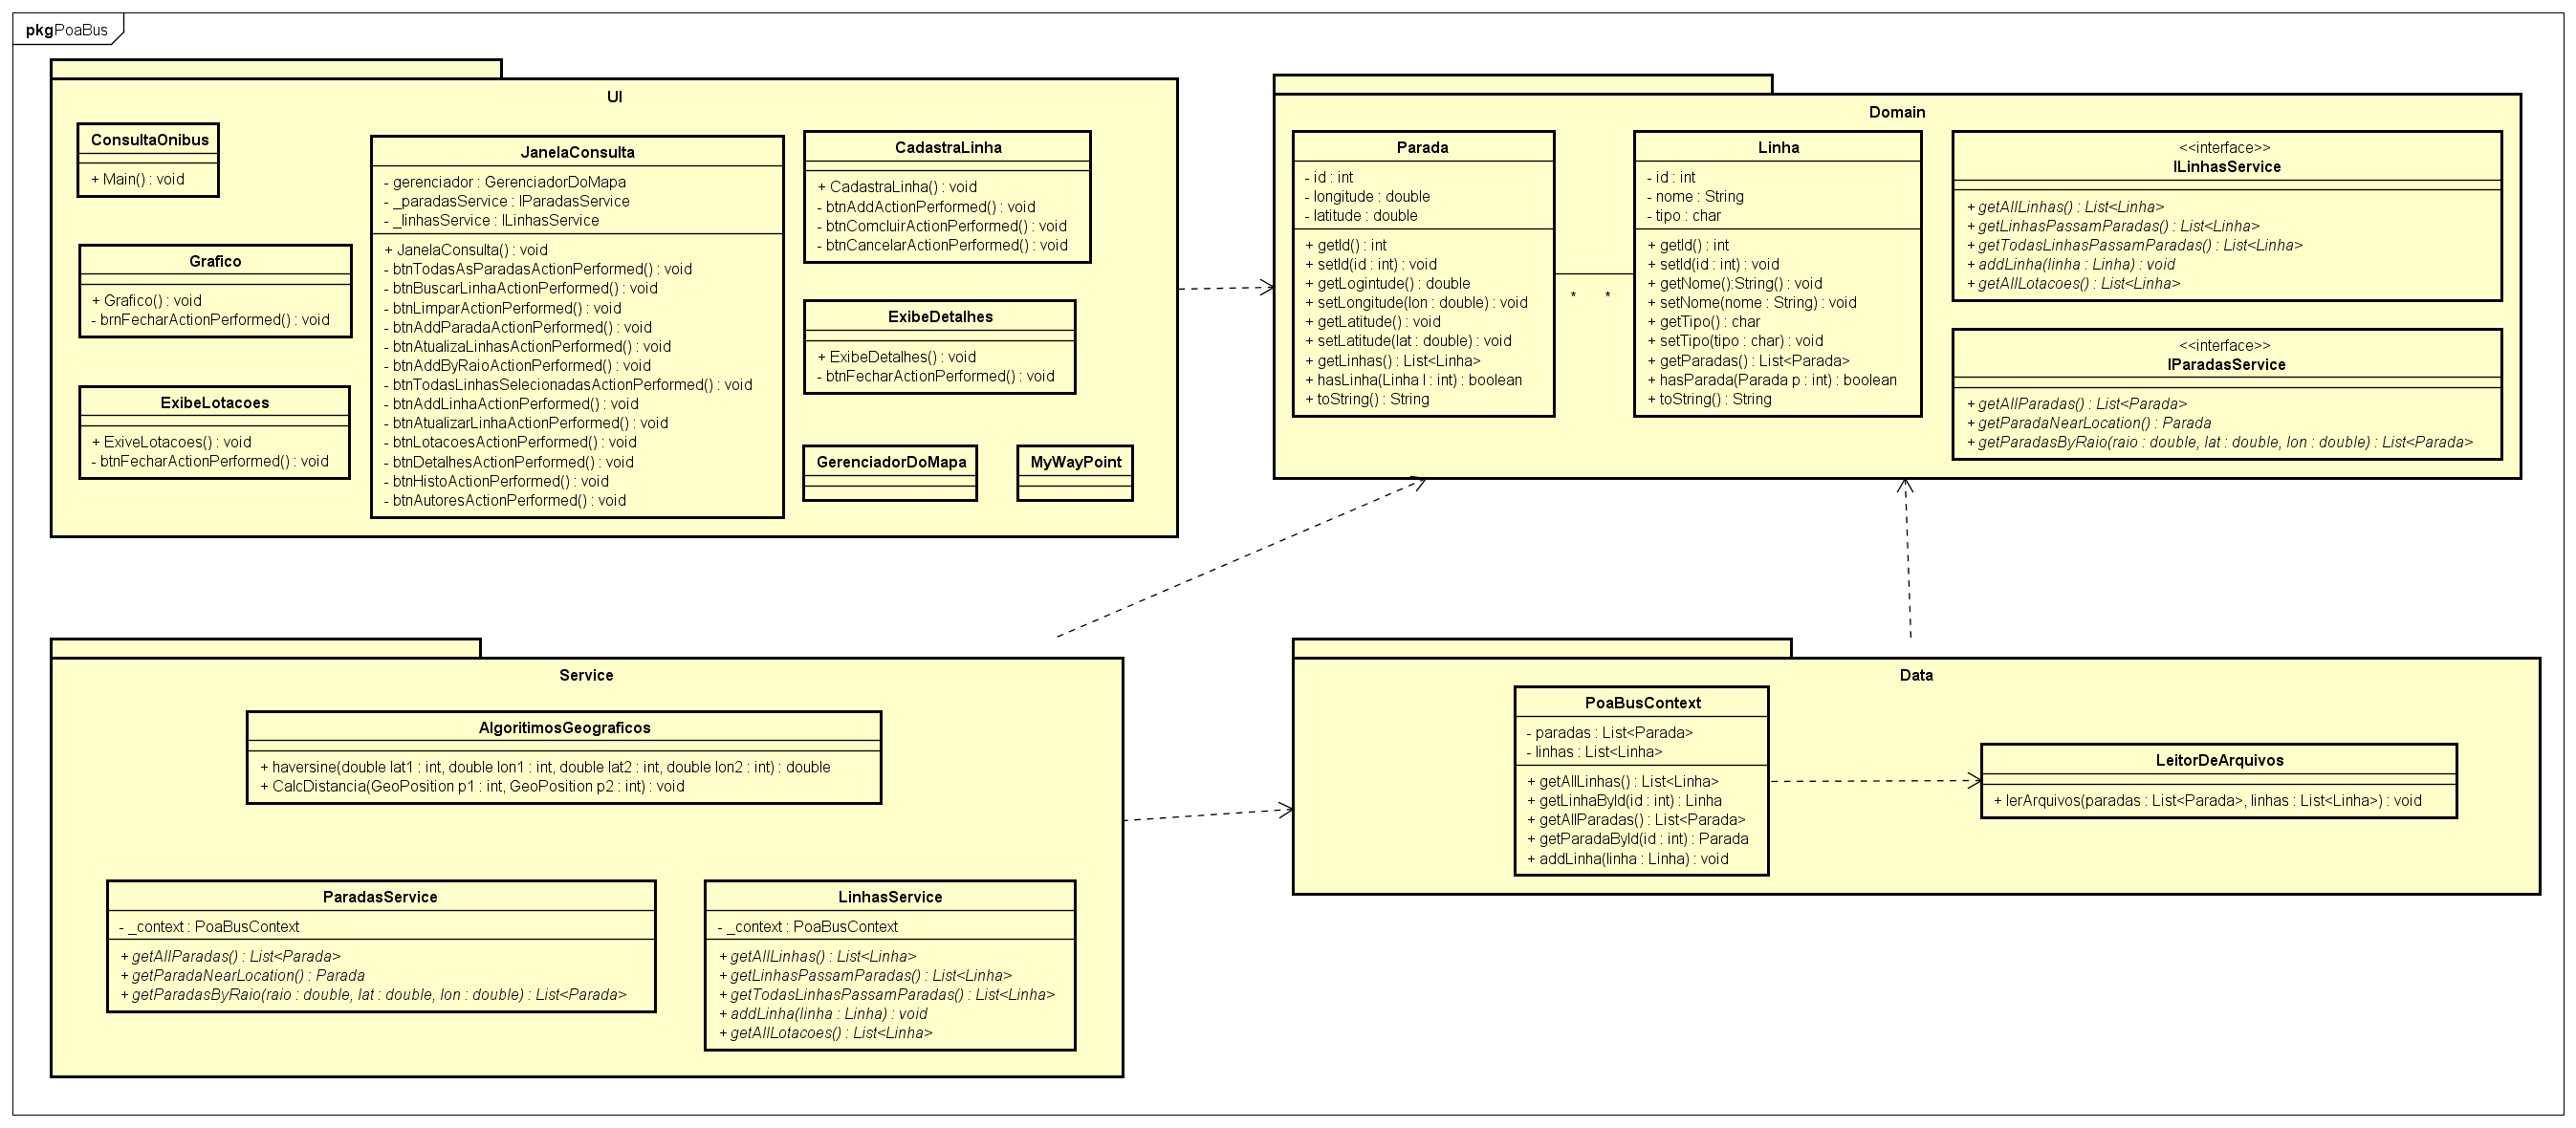 pkg PoaBus
UI
ConsultaOnibus
+ Main() : void
Grafico
+ Grafico() : void
- brnFecharActionPerformed() : void
ExibeLotacoes
+ ExiveLotacoes() : void
- btnFecharActionPerformed() : void
JanelaConsulta
- gerenciador : GerenciadorDoMapa
- _paradasService : IParadasService
- _linhasService : ILinhasService
+ JanelaConsulta() : void
- btnTodasAsParadasActionPerformed() : void
- btnBuscarLinhaActionPerformed() : void
- btnLimparActionPerformed() : void
- btnAddParadaActionPerformed() : void
- btnAtualizaLinhasActionPerformed() : void
- btnAddByRaioActionPerformed() : void
- btnTodasLinhasSelecionadasActionPerformed() : void
- btnAddLinhaActionPerformed() : void
- btnAtualizarLinhaActionPerformed() : void
- btnLotacoesActionPerformed() : void
- btnDetalhesActionPerformed() : void
- btnHistoActionPerformed() : void
- btnAutoresActionPerformed() : void
CadastraLinha
+ CadastraLinha() : void
- btnAddActionPerformed() : void
- btnComcluirActionPerformed() : void
- btnCancelarActionPerformed() : void
ExibeDetalhes
+ ExibeDetalhes() : void
- btnFecharActionPerformed() : void
GerenciadorDoMapa
MyWayPoint
Domain
Parada
- id : int
- longitude : double
- latitude : double
+ getId() : int
+ setId(id : int) : void
+ getLogintude() : double
+ setLongitude(lon : double) : void
+ getLatitude() : void
+ setLatitude(lat : double) : void
+ getLinhas() : List<Linha>
+ hasLinha(Linha l : int) : boolean
+ toString() : String
* *
Linha
- id : int
- nome : String
- tipo : char
+ getId() : int
+ setId(id : int) : void
+ getNome():String() : void
+ setNome(nome : String) : void
+ getTipo() : char
+ setTipo(tipo : char) : void
+ getParadas() : List<Parada>
+ hasParada(Parada p : int) : boolean
+ toString() : String
<<interface>>
ILinhasService
+ getAllLinhas() : List<Linha>
+ getLinhasPassamParadas() : List<Linha>
+ getTodasLinhasPassamParadas() : List<Linha>
+ addLinha(linha : Linha) : void
+ getAllLotacoes() : List<Linha>
<<interface>>
IParadasService
+ getAllParadas() : List<Parada>
+ getParadaNearLocation() : Parada
+ getParadasByRaio(raio : double, lat : double, lon : double) : List<Parada>
Service
AlgoritimosGeograficos
+ haversine(double lat1 : int, double lon1 : int, double lat2 : int, double lon2 : int) : double
+ CalcDistancia(GeoPosition p1 : int, GeoPosition p2 : int) : void
ParadasService
- _context : PoaBusContext
+ getAllParadas() : List<Parada>
+ getParadaNearLocation() : Parada
+ getParadasByRaio(raio : double, lat : double, lon : double) : List<Parada>
LinhasService
- _context : PoaBusContext
+ getAllLinhas() : List<Linha>
+ getLinhasPassamParadas() : List<Linha>
+ getTodasLinhasPassamParadas() : List<Linha>
+ addLinha(linha : Linha) : void
+ getAllLotacoes() : List<Linha>
Data
PoaBusContext
- paradas : List<Parada>
- linhas : List<Linha>
+ getAllLinhas() : List<Linha>
+ getLinhaById(id : int) : Linha
+ getAllParadas() : List<Parada>
+ getParadaById(id : int) : Parada
+ addLinha(linha : Linha) : void
LeitorDeArquivos
+ lerArquivos(paradas : List<Parada>, linhas : List<Linha>) : void